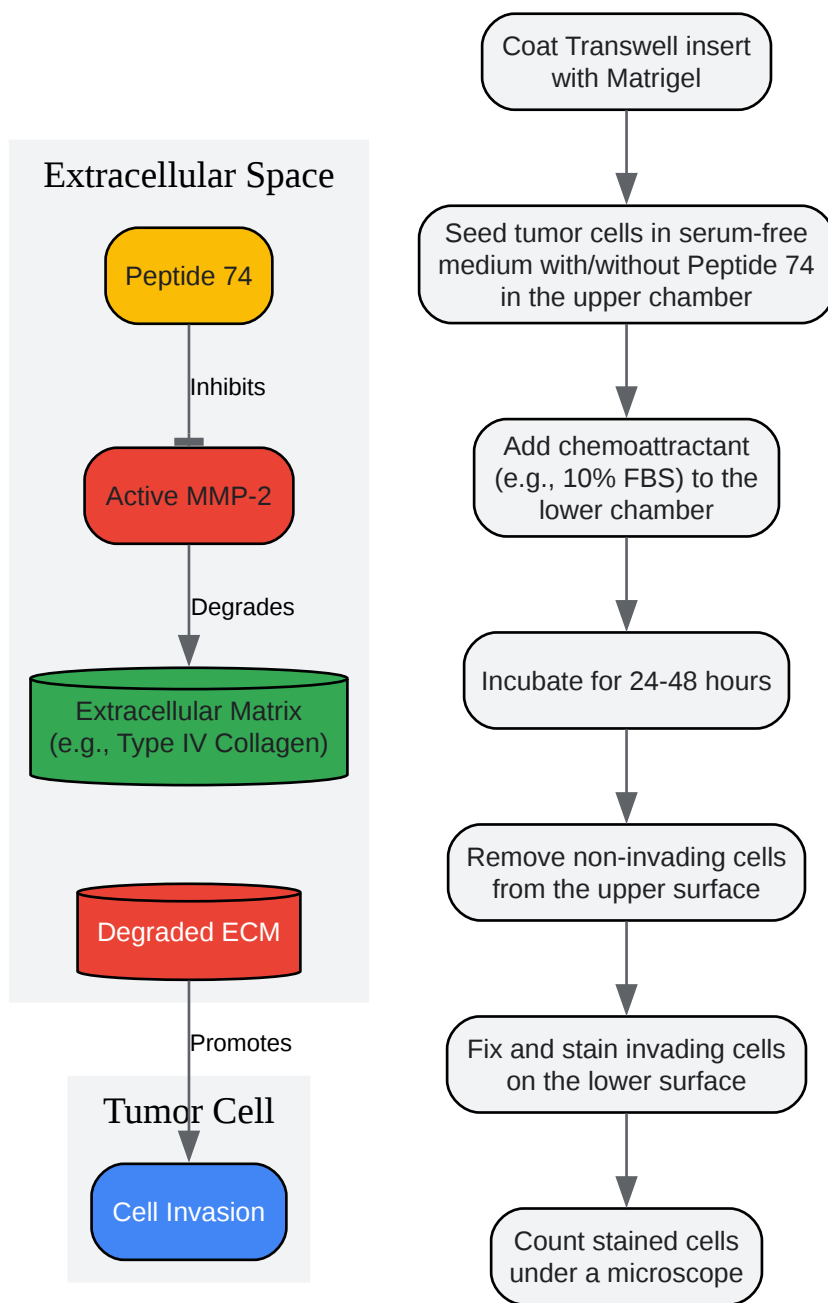 Extracellular Space
Peptide 74
Inhibits
Active MMP-2
Degrades
Extracellular Matrix
(e.g., Type IV Collagen)
Degraded ECM
Promotes
Tumor Cell
Cell Invasion
Coat Transwell insert
with Matrigel
Seed tumor cells in serum-free
medium with/without Peptide 74
in the upper chamber
Add chemoattractant
(e.g., 10% FBS) to the
lower chamber
Incubate for 24-48 hours
Remove non-invading cells
from the upper surface
Fix and stain invading cells
on the lower surface
Count stained cells
under a microscope